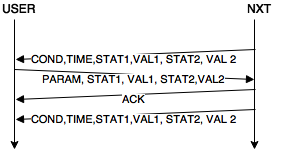 USER NXT
COND,TIME,STAT1,VAL1, STAT2, VAL 2
PARAM, STAT1, VAL1, STAT2,VAL2
ACK
COND,TIME,STAT1,VAL1, STAT2, VAL 2